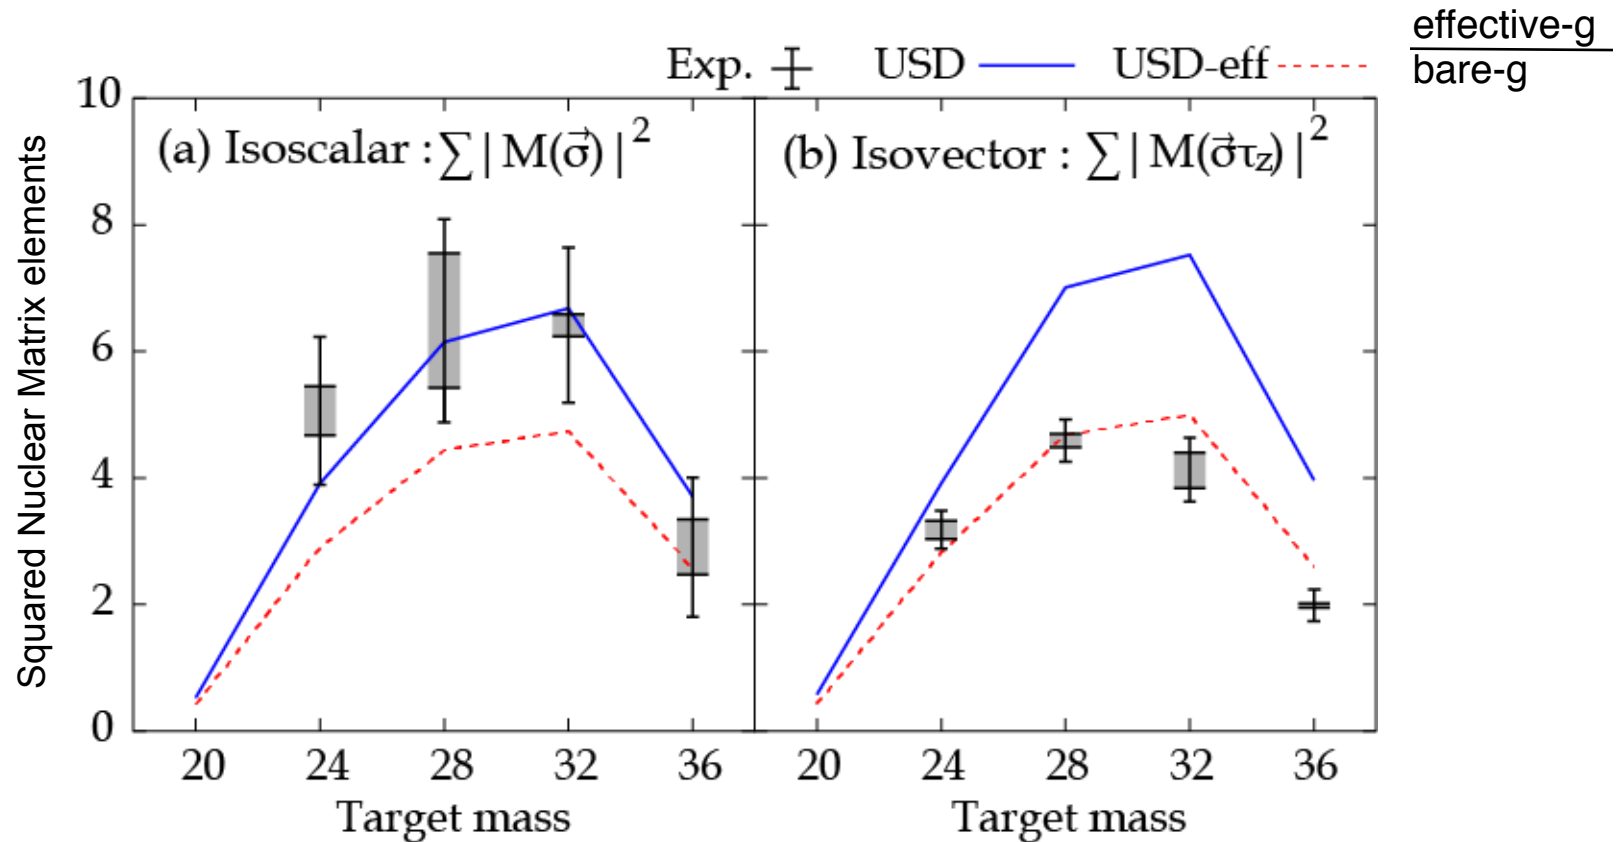 effective-g
bare-g
Exp. USD USD-eff
(a) Isoscalar : ∑ | M(σ⃗) |²
(b) Isovector : ∑ | M(σ⃗τz) |²
Squared Nuclear Matrix elements
10
8
6
4
2
0
20 24 28 32 36
20 24 28 32 36
Target mass
Target mass